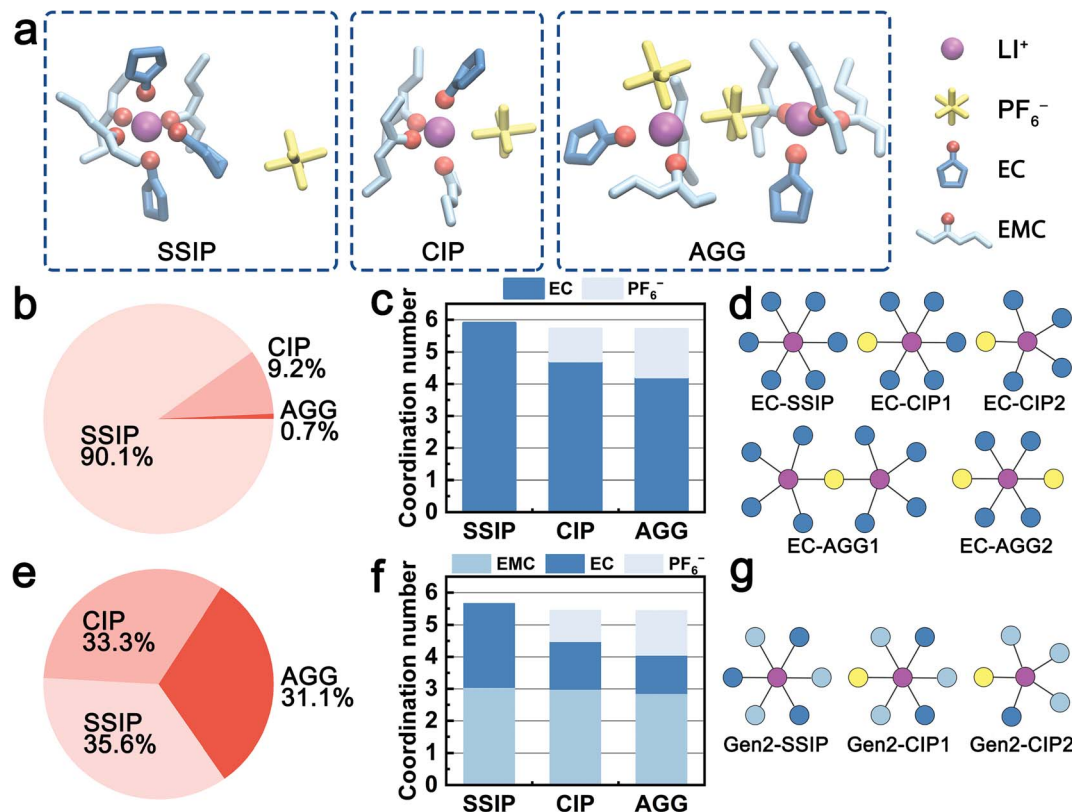 a
LI⁺
PF₆⁻
EC
EMC
SSIP
CIP
AGG
b
CIP
9.2%
AGG
0.7%
SSIP
90.1%
c
EC
PF₆⁻
Coordination number
6
5
4
3
2
1
0
SSIP CIP AGG
d
EC-SSIP
EC-CIP1
EC-CIP2
EC-AGG1
EC-AGG2
e
CIP
33.3%
AGG
31.1%
SSIP
35.6%
f
EMC
EC
PF₆⁻
Coordination number
6
5
4
3
2
1
0
SSIP CIP AGG
g
Gen2-SSIP
Gen2-CIP1
Gen2-CIP2